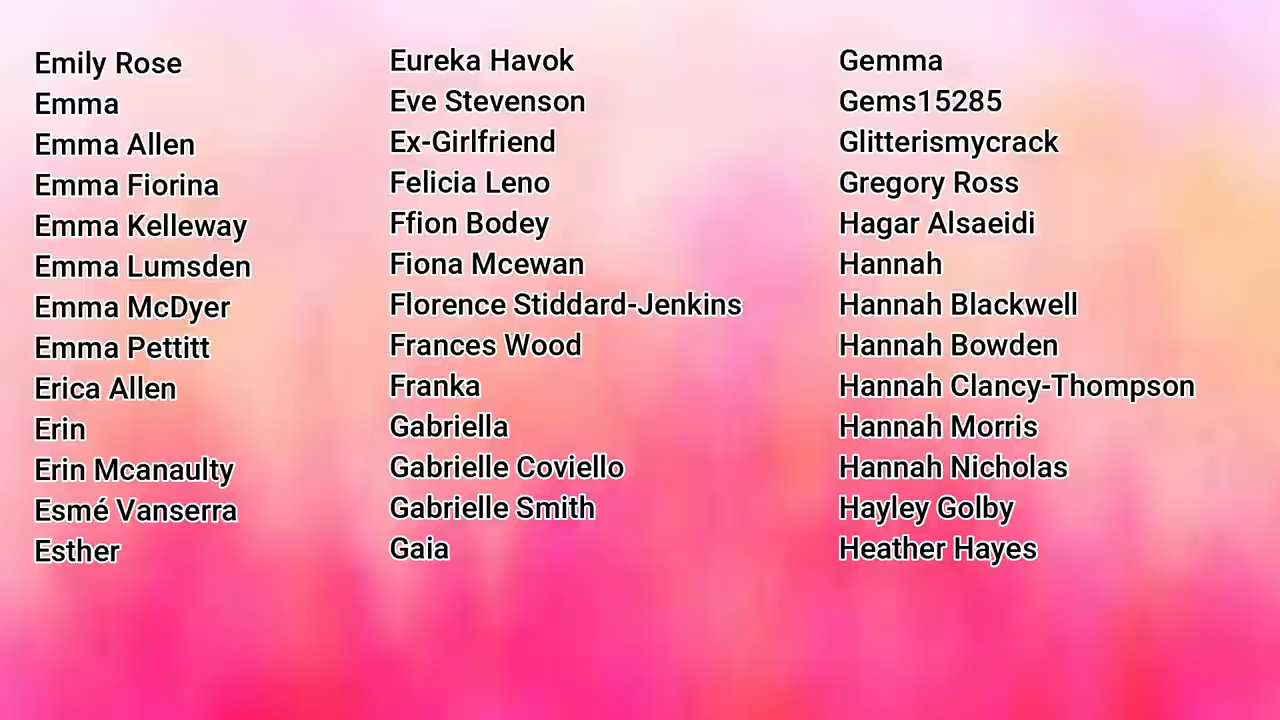 Emily Rose
Emma
Emma Allen
Emma Fiorina
Emma Kelleway
Emma Lumsden
Emma McDyer
Emma Pettitt
Erica Allen
Erin
Erin Mcanaulty
Esmé Vanserra
Esther
Eureka Havok
Eve Stevenson
Ex-Girlfriend
Felicia Leno
Ffion Bodey
Fiona Mcewan
Florence Stiddard-Jenkins
Frances Wood
Franka
Gabriella
Gabrielle Coviello
Gabrielle Smith
Gaia
Gemma
Gems15285
Glitterismycrack
Gregory Ross
Hagar Alsaeidi
Hannah
Hannah Blackwell
Hannah Bowden
Hannah Clancy-Thompson
Hannah Morris
Hannah Nicholas
Hayley Golby
Heather Hayes